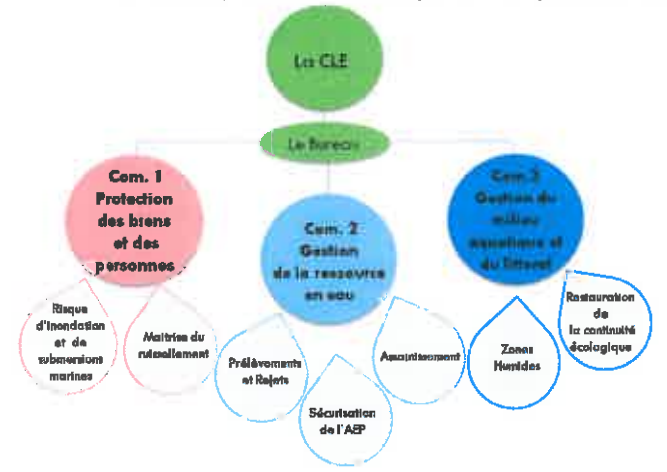 La CLE
Le Bureau
Com. 1
Protection
des biens
et des
personnes
Com. 2
Gestion
de la ressource
en eau
Com. 3
Gestion du
milieu
aquatique et
du littoral
Risque
d'inondation
et de
submersions
marines
Maitrise du
ruissellement
Prélèvements
et Rejets
Sécurisation
de l'AEP
Assainissement
Zones
Humides
Restauration
de
la continuité
écologique